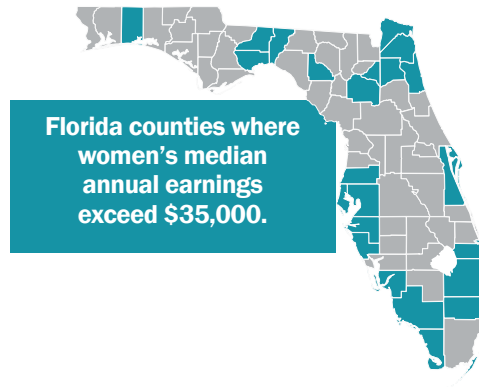 Florida counties where
women’s median
annual earnings
exceed $35,000.